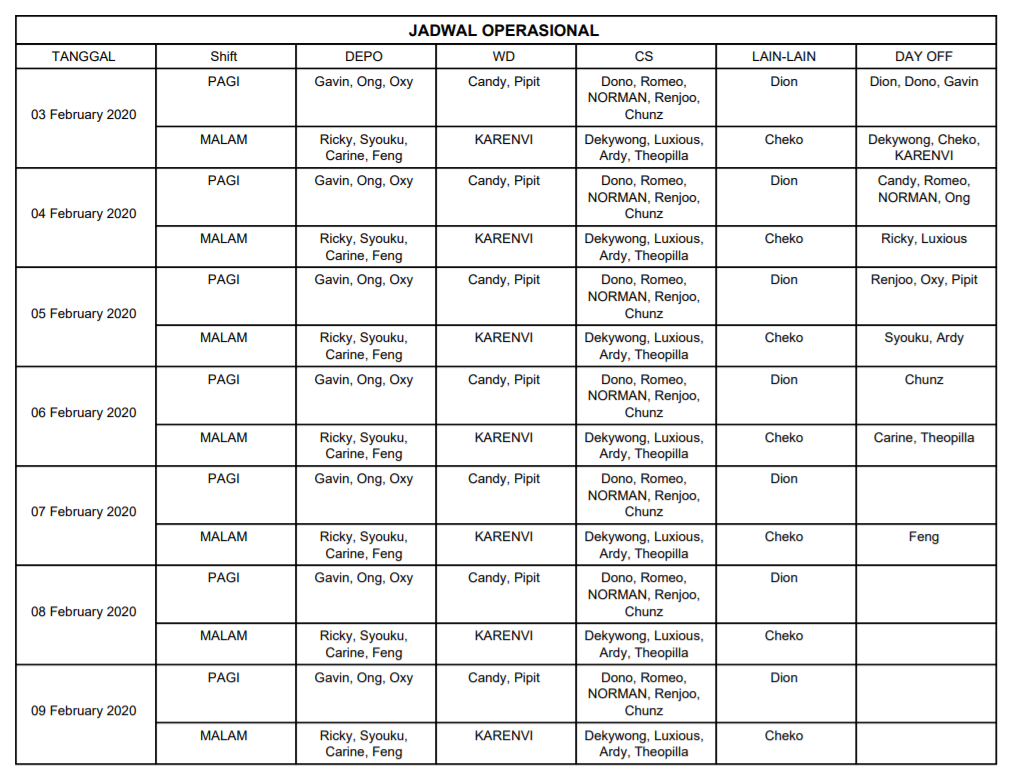 JADWAL OPERASIONAL
TANGGAL Shift DEPO WD CS LAIN-LAIN DAY OFF
03 February 2020
PAGI Gavin, Ong, Oxy Candy, Pipit Dono, Romeo, Dion Dion, Dono, Gavin
NORMAN, Renjoo,
Chunz
MALAM Ricky, Syouku, KARENVI Dekywong, Luxious, Cheko Dekywong, Cheko,
Carine, Feng Ardy, Theopilla KARENVI
04 February 2020
PAGI Gavin, Ong, Oxy Candy, Pipit Dono, Romeo, Dion Candy, Romeo,
NORMAN, Renjoo, NORMAN, Ong
Chunz
MALAM Ricky, Syouku, KARENVI Dekywong, Luxious, Cheko Ricky, Luxious
Carine, Feng Ardy, Theopilla
05 February 2020
PAGI Gavin, Ong, Oxy Candy, Pipit Dono, Romeo, Dion Renjoo, Oxy, Pipit
NORMAN, Renjoo,
Chunz
MALAM Ricky, Syouku, KARENVI Dekywong, Luxious, Cheko Syouku, Ardy
Carine, Feng Ardy, Theopilla
06 February 2020
PAGI Gavin, Ong, Oxy Candy, Pipit Dono, Romeo, Dion Chunz
NORMAN, Renjoo,
Chunz
MALAM Ricky, Syouku, KARENVI Dekywong, Luxious, Cheko Carine, Theopilla
Carine, Feng Ardy, Theopilla
07 February 2020
PAGI Gavin, Ong, Oxy Candy, Pipit Dono, Romeo, Dion
NORMAN, Renjoo,
Chunz
MALAM Ricky, Syouku, KARENVI Dekywong, Luxious, Cheko Feng
Carine, Feng Ardy, Theopilla
08 February 2020
PAGI Gavin, Ong, Oxy Candy, Pipit Dono, Romeo, Dion
NORMAN, Renjoo,
Chunz
MALAM Ricky, Syouku, KARENVI Dekywong, Luxious, Cheko
Carine, Feng Ardy, Theopilla
09 February 2020
PAGI Gavin, Ong, Oxy Candy, Pipit Dono, Romeo, Dion
NORMAN, Renjoo,
Chunz
MALAM Ricky, Syouku, KARENVI Dekywong, Luxious, Cheko
Carine, Feng Ardy, Theopilla